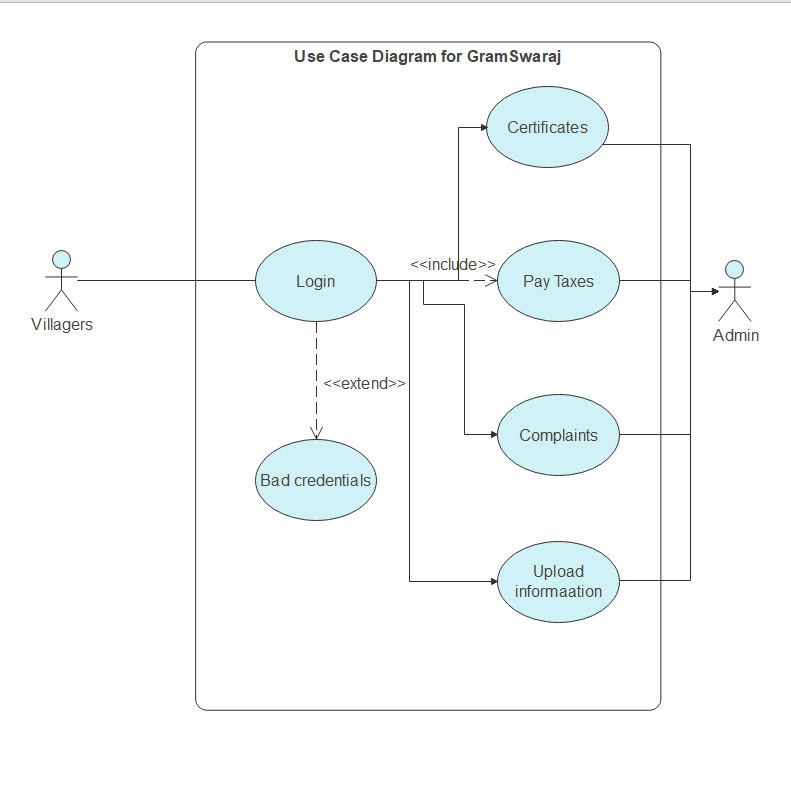 Use Case Diagram for GramSwaraj
Certificates
<<include>>
Login
Pay Taxes
Villagers
Admin
<<extend>>
Complaints
Bad credentials
Upload
informaation